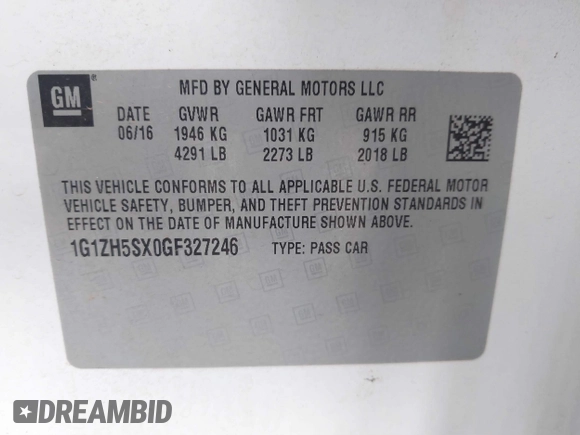 GM
®
MFD BY GENERAL MOTORS LLC
DATE GVWR GAWR FRT GAWR RR
06/16 1946 KG 1031 KG 915 KG
4291 LB 2273 LB 2018 LB
THIS VEHICLE CONFORMS TO ALL APPLICABLE U.S. FEDERAL MOTOR
VEHICLE SAFETY, BUMPER, AND THEFT PREVENTION STANDARDS IN
EFFECT ON THE DATE OF MANUFACTURE SHOWN ABOVE.
1G1ZH5SX0GF327246 TYPE: PASS CAR
DREAMBID